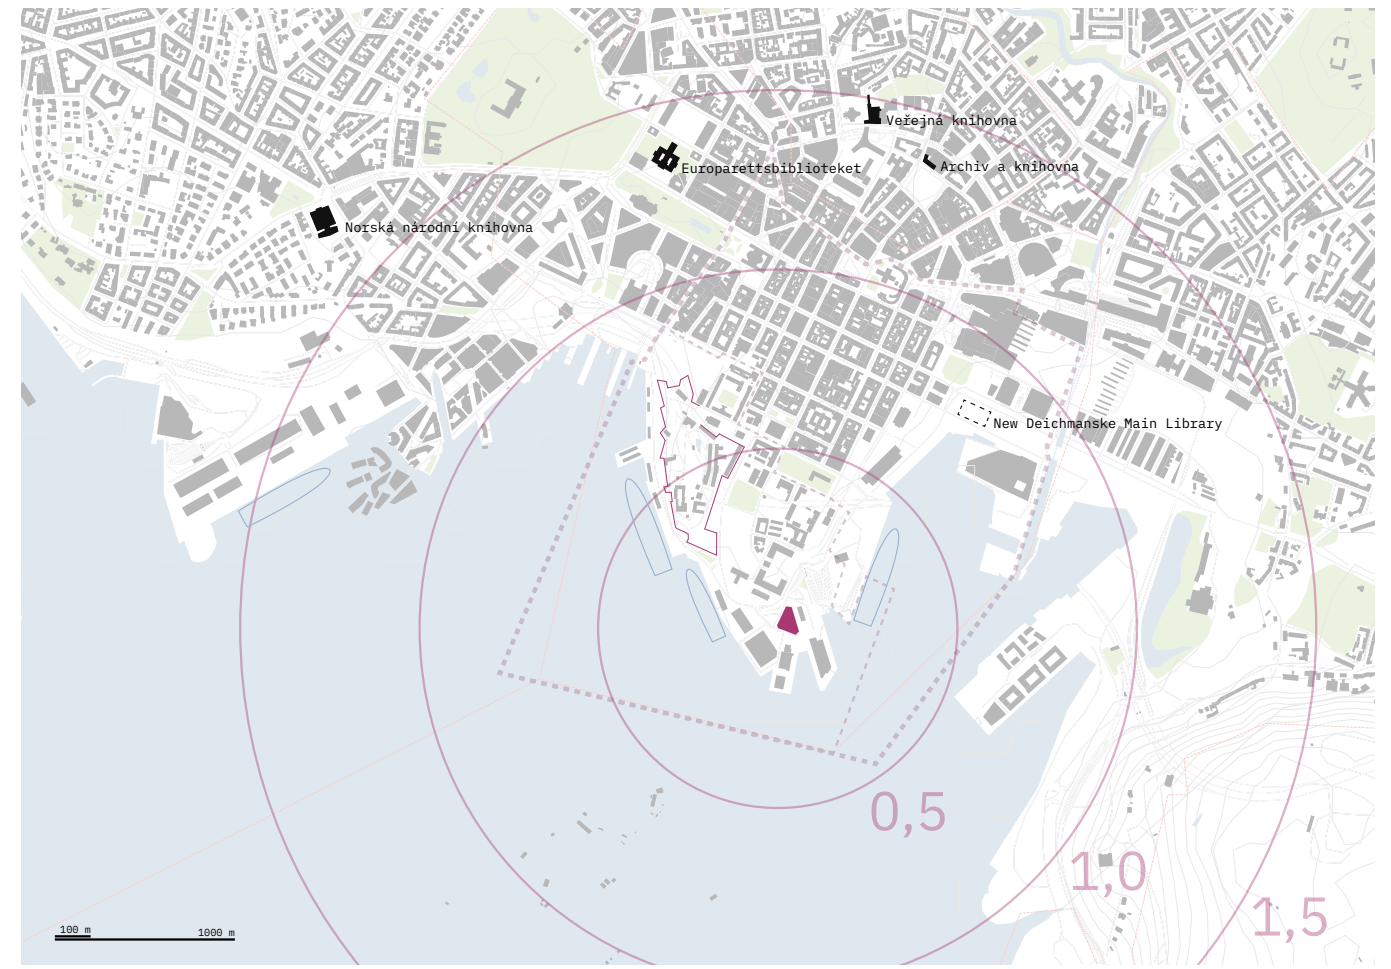 Veřejná knihovna
Europarettsbiblioteket
Archiv a knihovna
Norská národní knihovna
New Deichmanske Main Library
0,5
1,0
1,5
100 m
1000 m